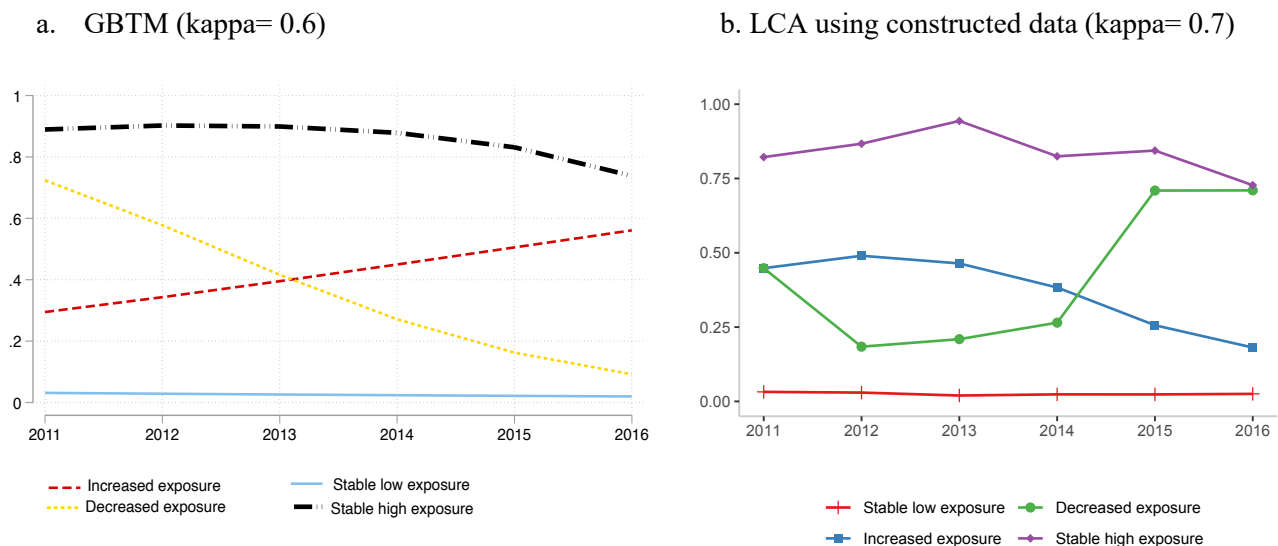 a. GBTM (kappa= 0.6)
b. LCA using constructed data (kappa= 0.7)
1
.8
.6
.4
.2
0
2011 2012 2013 2014 2015 2016
Increased exposure
Stable low exposure
Decreased exposure
Stable high exposure
1.00
0.75
0.50
0.25
0.00
2011 2012 2013 2014 2015 2016
Stable low exposure
Decreased exposure
Increased exposure
Stable high exposure